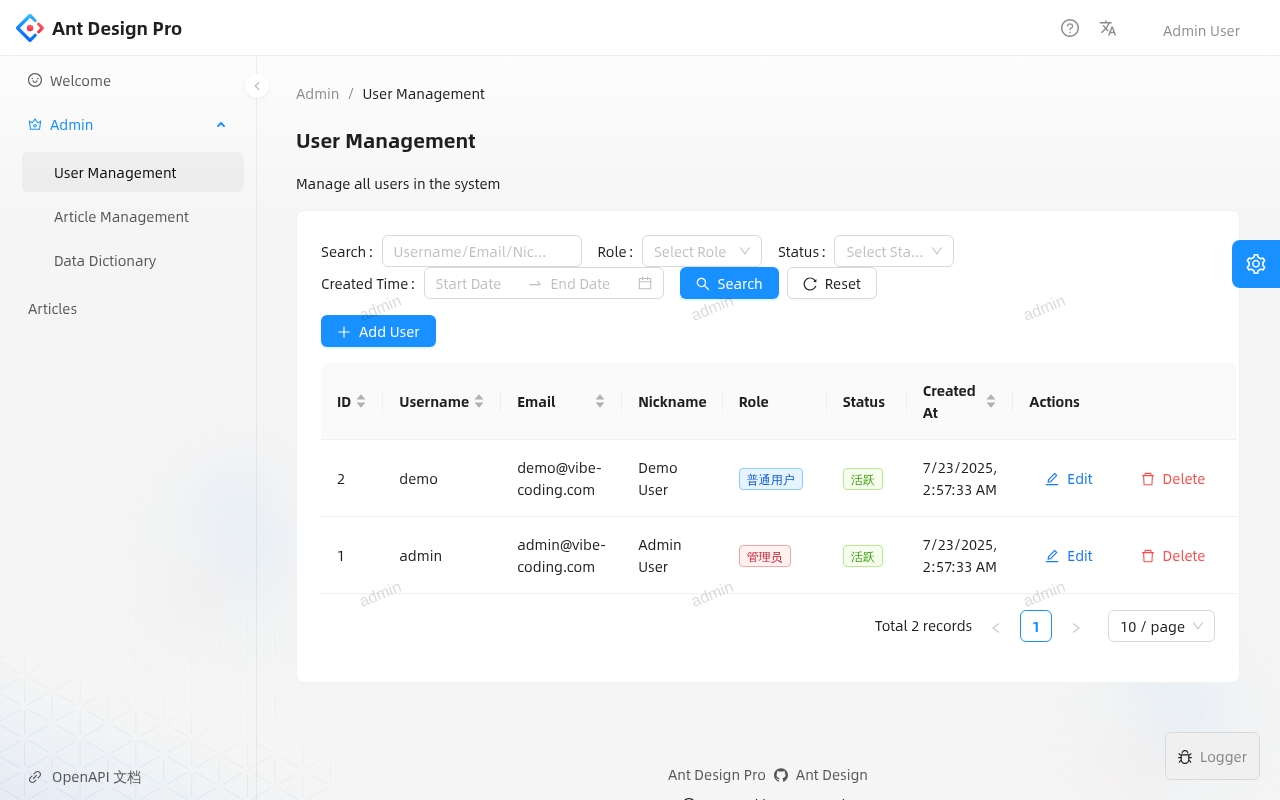 Ant Design Pro
Admin User
Welcome
Admin
User Management
Article Management
Data Dictionary
Articles
OpenAPI 文档
Admin / User Management
User Management
Manage all users in the system
Search : Username/Email/Nic... Role : Select Role Status : Select Sta...
Created Time : Start Date End Date Search Reset
admin admin admin
Add User
ID Username Email Nickname Role Status Created At Actions
2 demo demo@vibe-coding.com Demo User 普通用户 活跃 7/23/2025, 2:57:33 AM Edit Delete
1 admin admin@vibe-coding.com Admin User 管理员 活跃 7/23/2025, 2:57:33 AM Edit Delete
admin admin admin
Total 2 records 1 10 / page
Logger
Ant Design Pro Ant Design